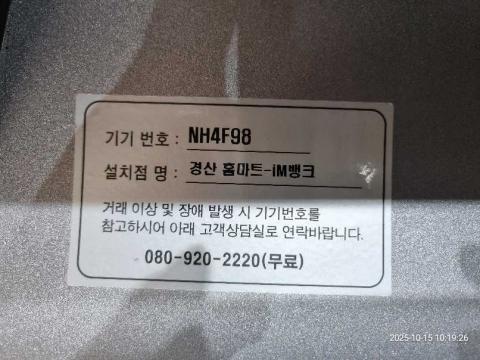 기기 번호 : NH4F98
설치점 명 : 경산 홈마트-iM뱅크
거래 이상 및 장애 발생 시 기기번호를
참고하시어 아래 고객상담실로 연락바랍니다.
080-920-2220(무료)
2025-10-15 10:19:26